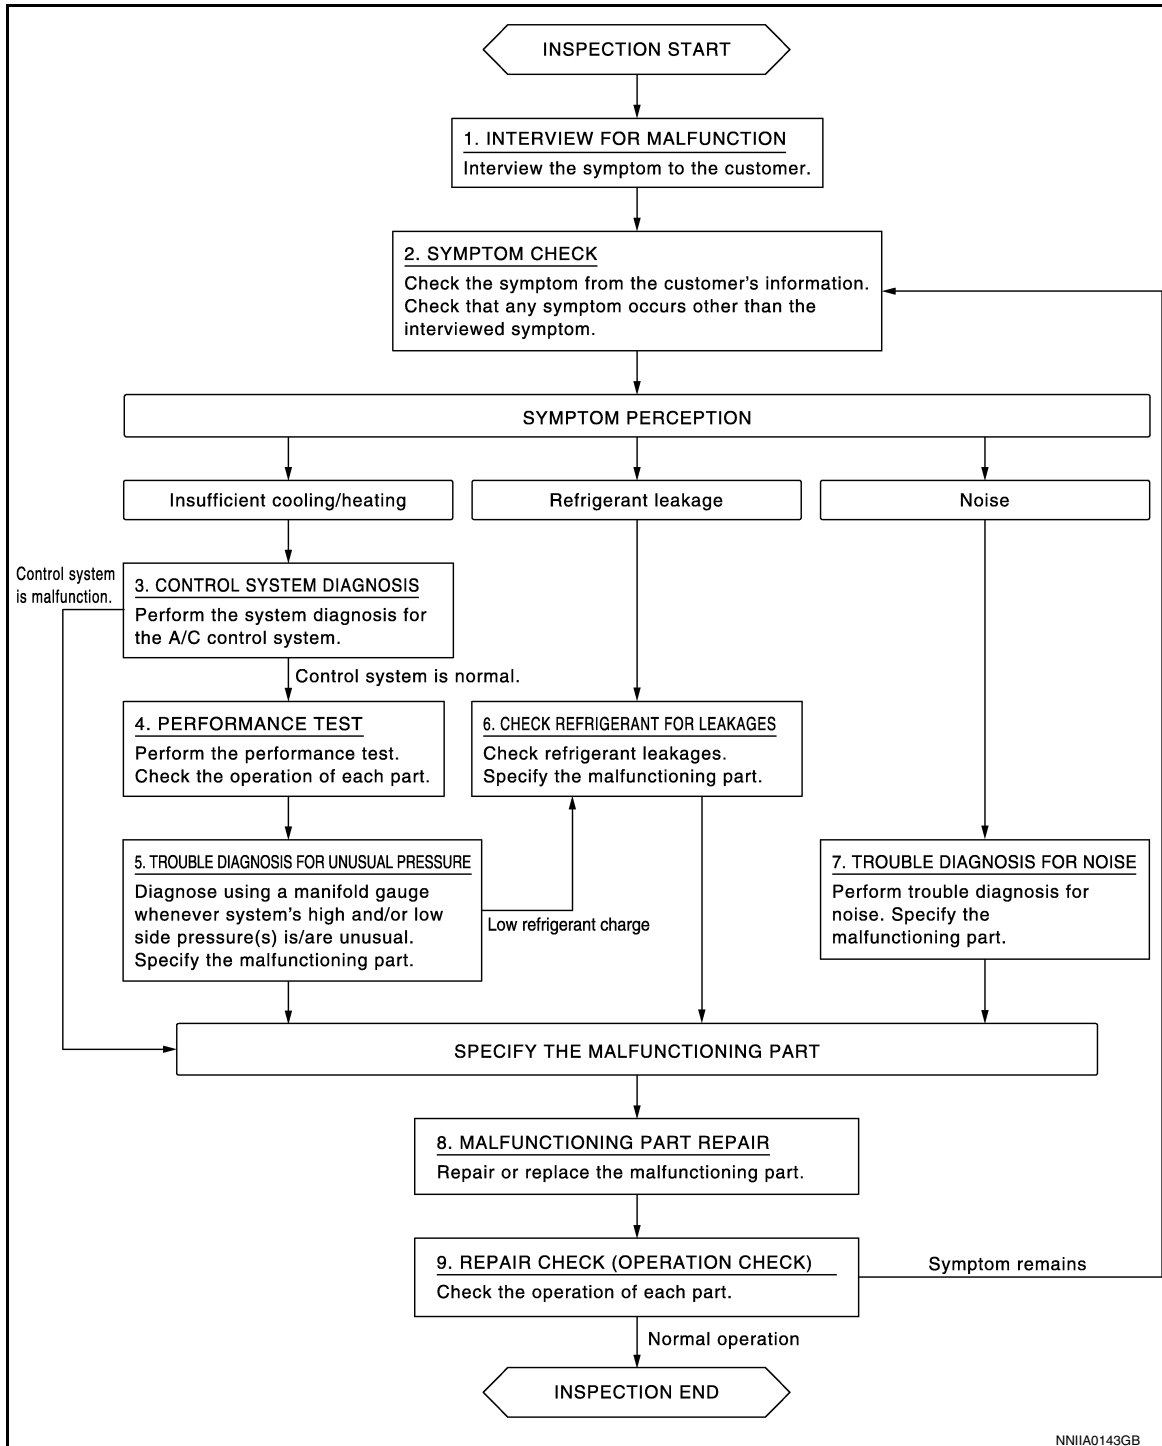 INSPECTION START
1. INTERVIEW FOR MALFUNCTION
Interview the symptom to the customer.
2. SYMPTOM CHECK
Check the symptom from the customer's information.
Check that any symptom occurs other than the
interviewed symptom.
SYMPTOM PERCEPTION
Insufficient cooling/heating
Refrigerant leakage
Noise
Control system
is malfunction.
3. CONTROL SYSTEM DIAGNOSIS
Perform the system diagnosis for
the A/C control system.
Control system is normal.
4. PERFORMANCE TEST
Perform the performance test.
Check the operation of each part.
6. CHECK REFRIGERANT FOR LEAKAGES
Check refrigerant leakages.
Specify the malfunctioning part.
5. TROUBLE DIAGNOSIS FOR UNUSUAL PRESSURE
Diagnose using a manifold gauge
whenever system's high and/or low
side pressure(s) is/are unusual.
Specify the malfunctioning part.
Low refrigerant charge
7. TROUBLE DIAGNOSIS FOR NOISE
Perform trouble diagnosis for
noise. Specify the
malfunctioning part.
SPECIFY THE MALFUNCTIONING PART
8. MALFUNCTIONING PART REPAIR
Repair or replace the malfunctioning part.
9. REPAIR CHECK (OPERATION CHECK)
Check the operation of each part.
Symptom remains
Normal operation
INSPECTION END
NNIIA0143GB